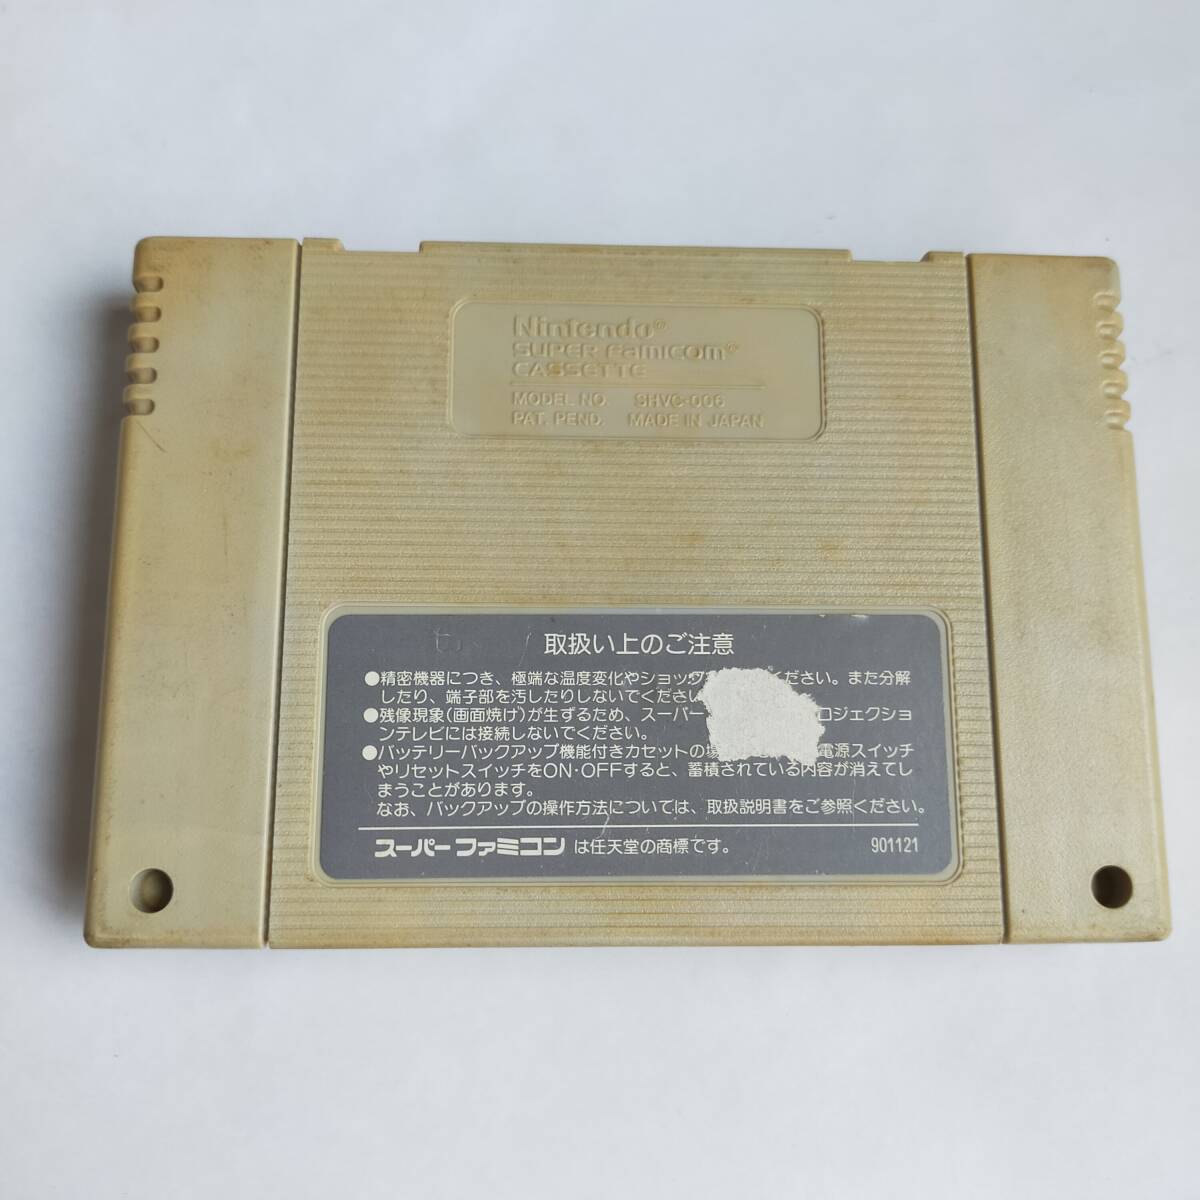 Nintendo®
SUPER Famicom®
CASSETTE
MODEL NO. SHVC-006
PAT. PEND. MADE IN JAPAN
取扱い上のご注意
●精密機器につき、極端な温度変化やショック ください。また分解
したり、端子部を汚したりしないでください
●残像現象(画面焼け)が生ずるため、スーパー ロジェクショ
ンテレビには接続しないでください。
●バッテリーバックアップ機能付きカセットの場 電源スイッチ
やリセットスイッチをON・OFFすると、蓄積されている内容が消えてし
まうことがあります。
なお、バックアップの操作方法については、取扱説明書をご参照ください。
スーパーファミコン は任天堂の商標です。 901121